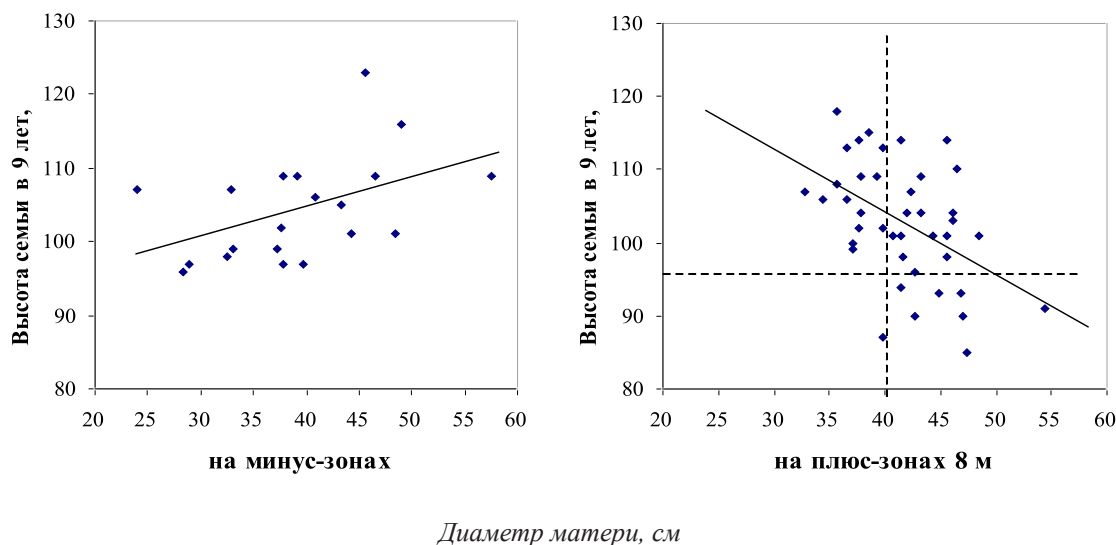 130
120
110
100
90
80
Высота семьи в 9 лет,
20 25 30 35 40 45 50 55 60
на минус-зонах
130
120
110
100
90
80
Высота семьи в 9 лет,
20 25 30 35 40 45 50 55 60
на плюс-зонах 8 м
Диаметр матери, см